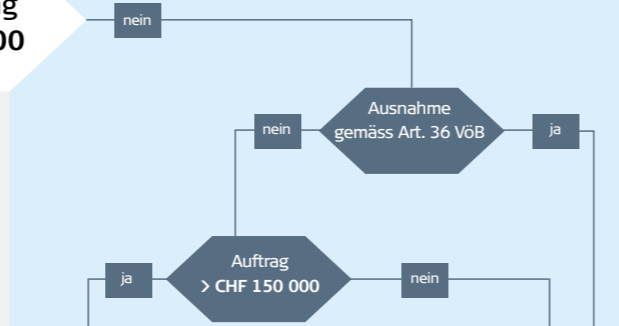 g
00
nein
Ausnahme
gemäss Art. 36 VöB
nein
ja
Auftrag
> CHF 150 000
ja
nein